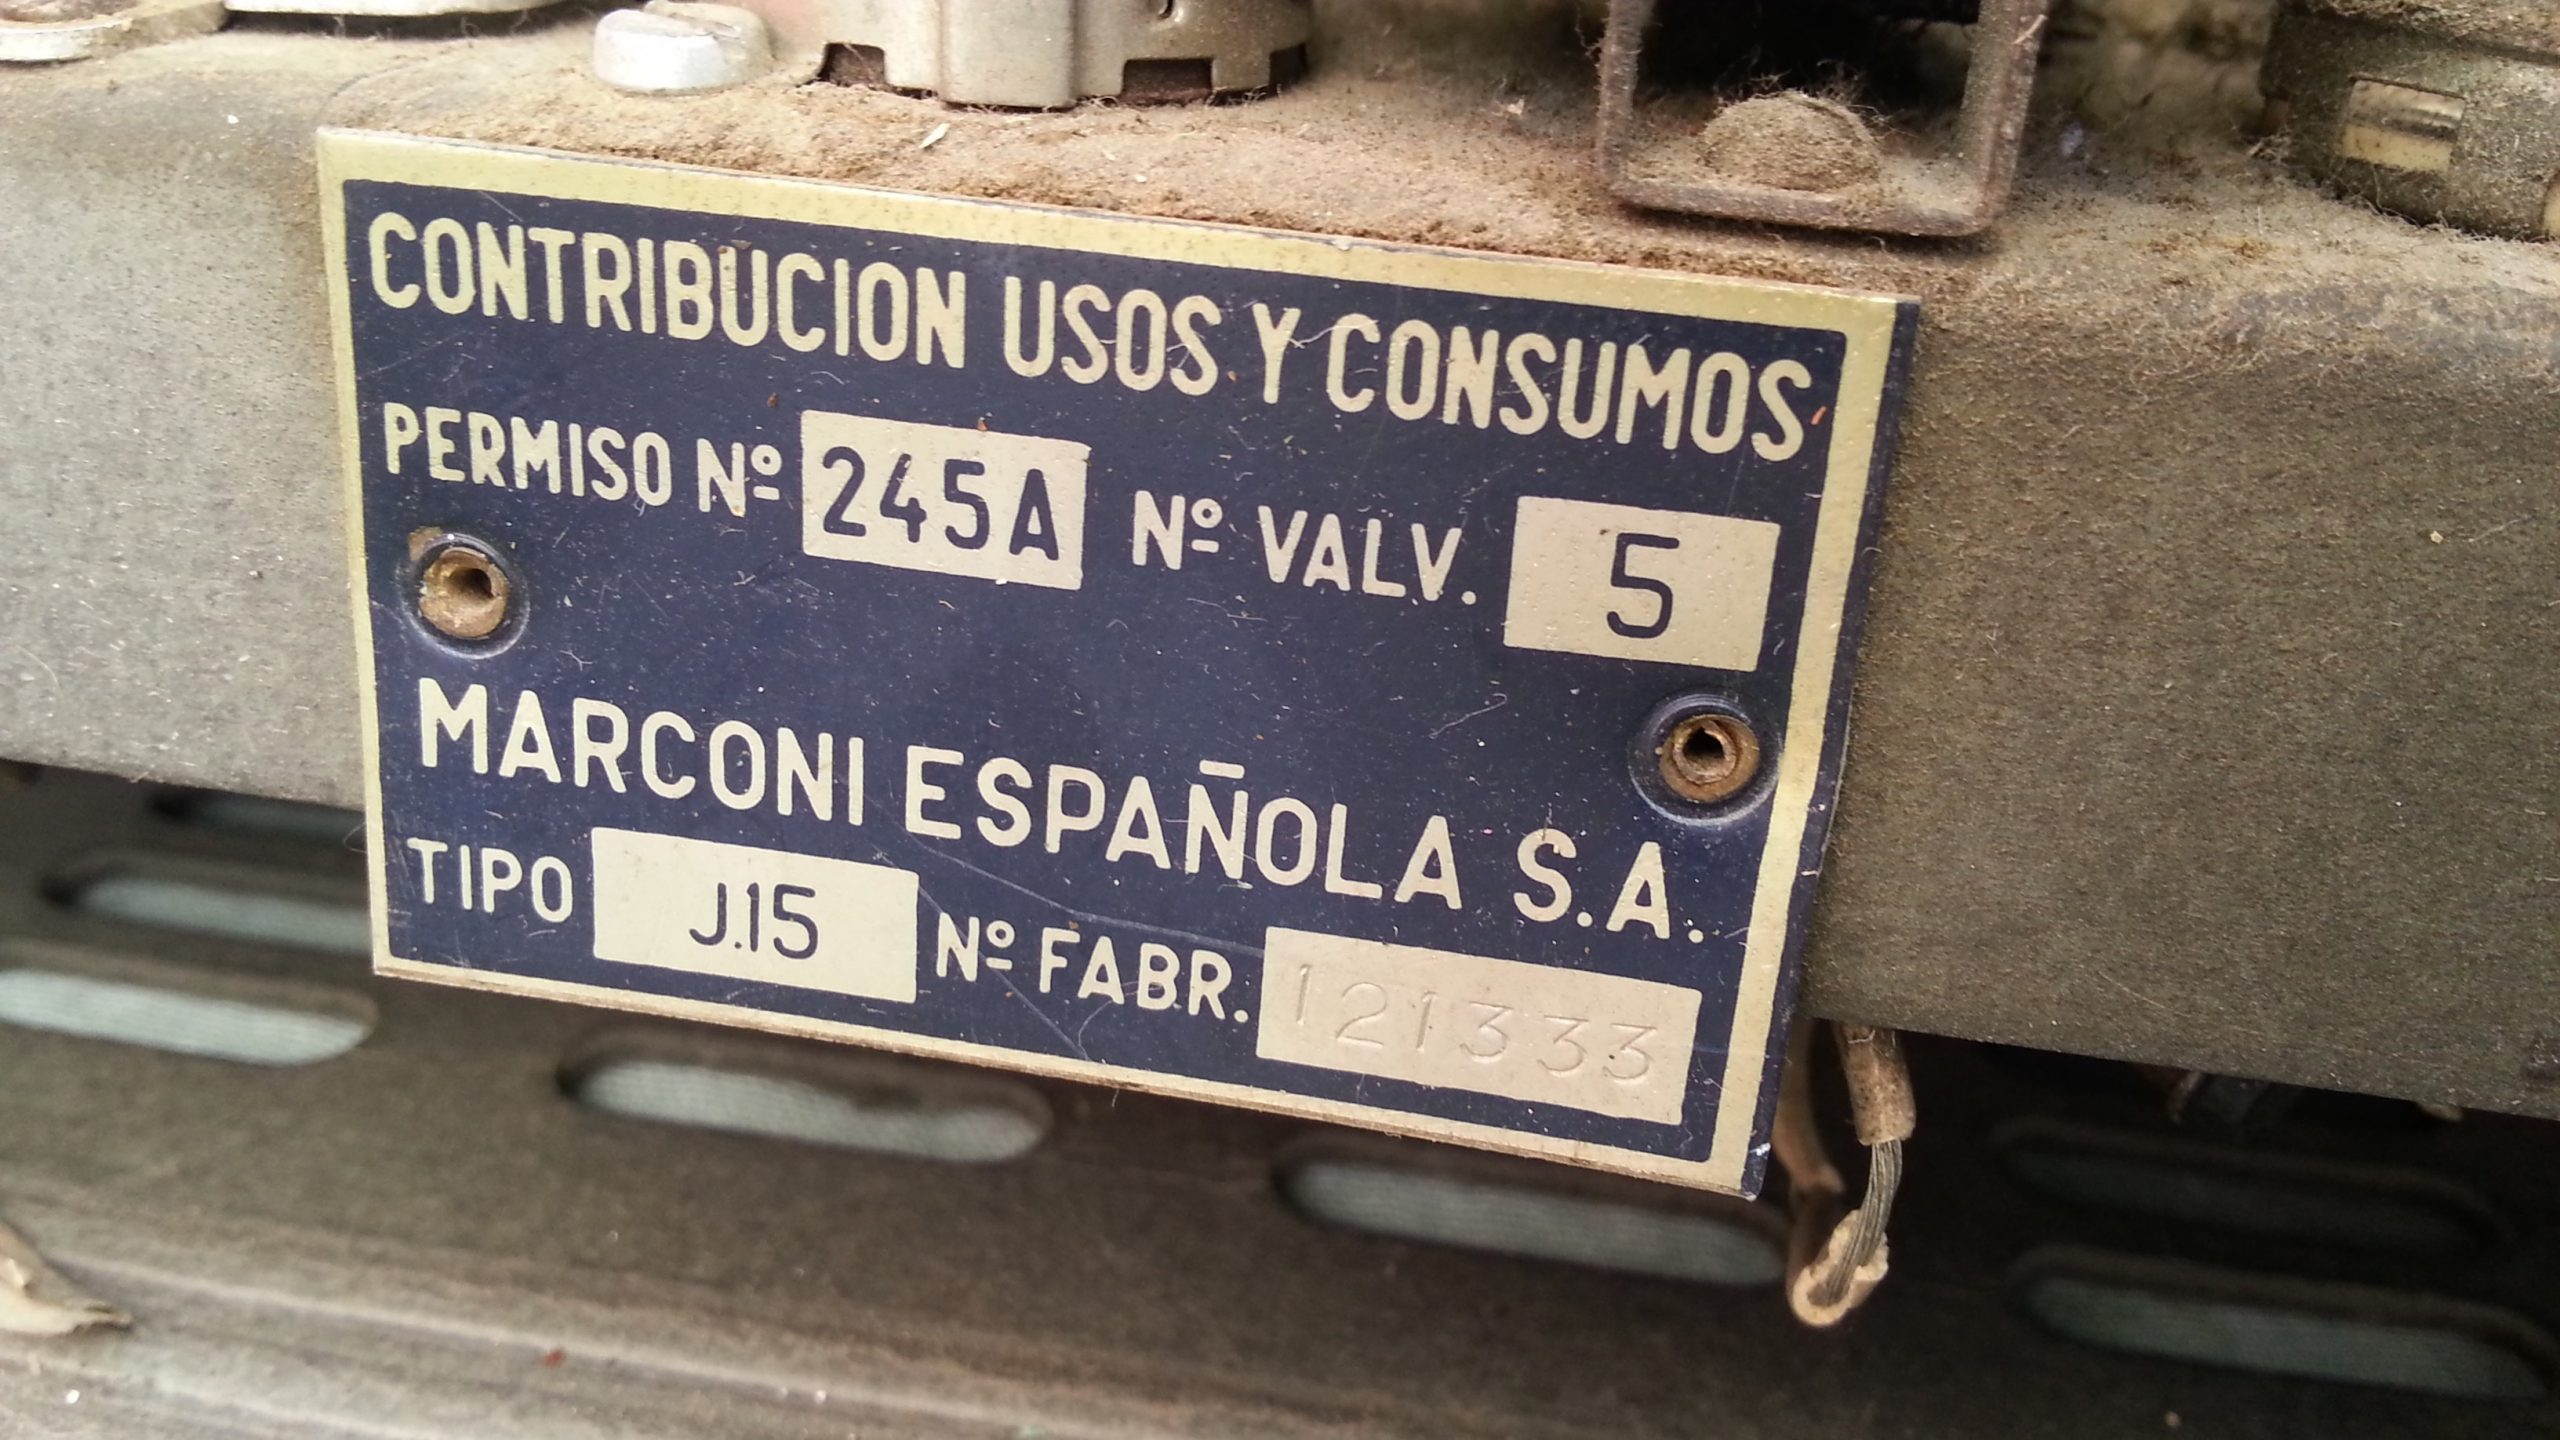 CONTRIBUCION USOS Y CONSUMOS
PERMISO Nº 245A Nº VALV. 5
MARCONI ESPAÑOLA S.A.
TIPO J.15 Nº FABR. 121333